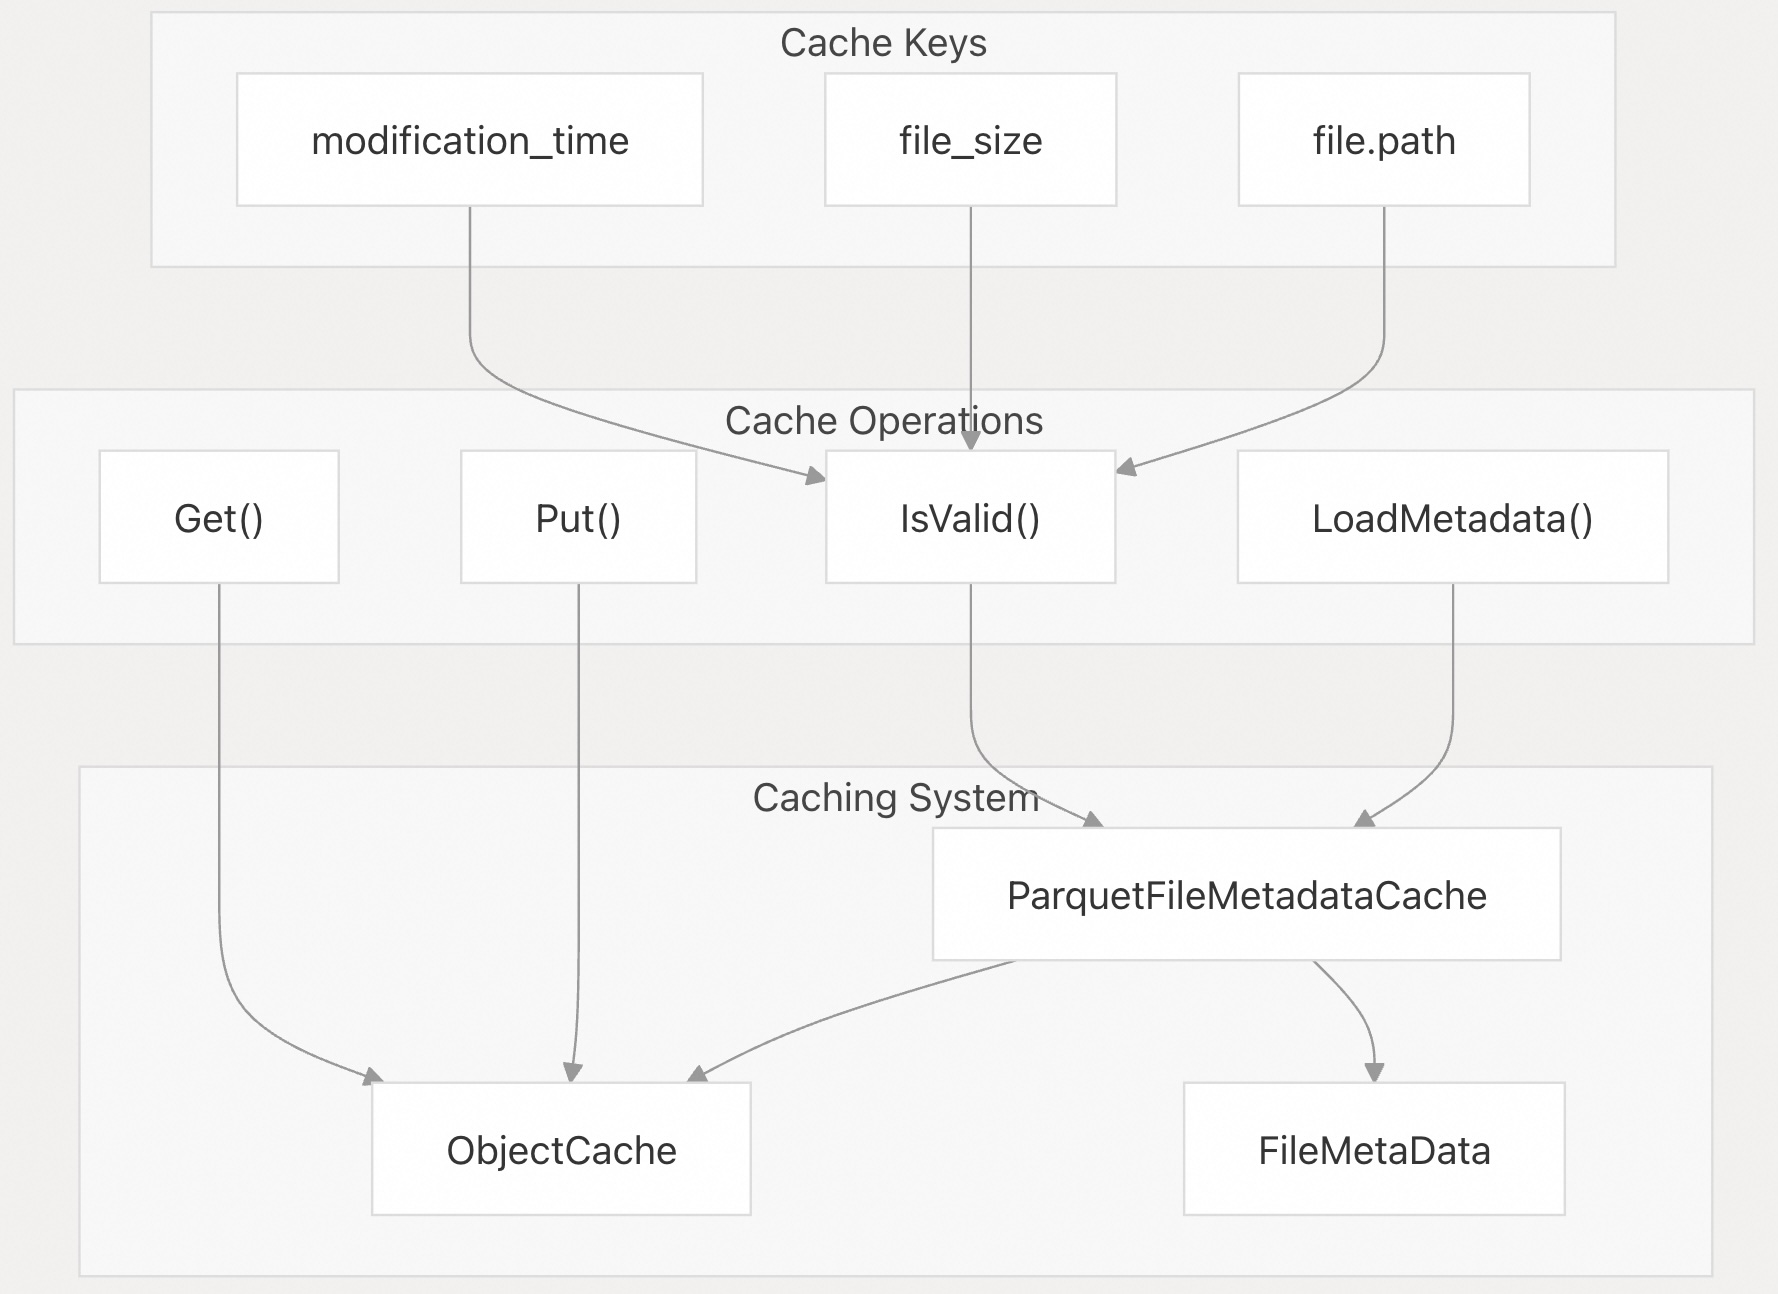 Cache Keys
modification_time
file_size
file.path
Cache Operations
Get()
Put()
IsValid()
LoadMetadata()
Caching System
ParquetFileMetadataCache
ObjectCache
FileMetaData